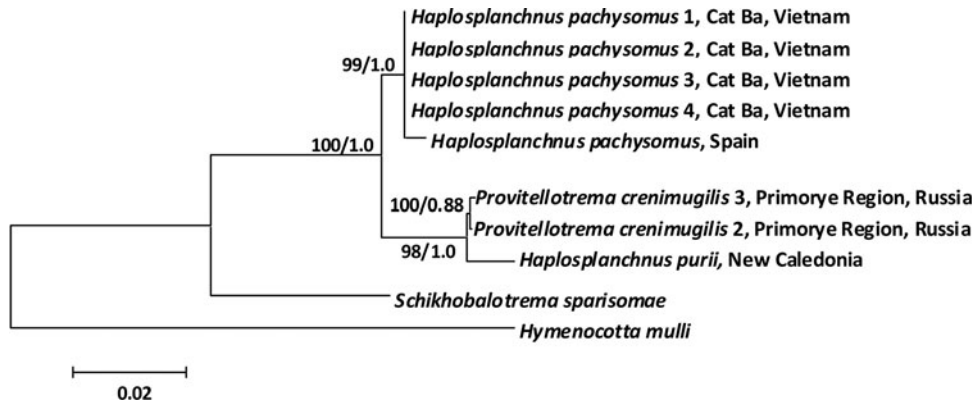 Haplosplanchnus pachysomus 1, Cat Ba, Vietnam
Haplosplanchnus pachysomus 2, Cat Ba, Vietnam
99/1.0
Haplosplanchnus pachysomus 3, Cat Ba, Vietnam
Haplosplanchnus pachysomus 4, Cat Ba, Vietnam
100/1.0
Haplosplanchnus pachysomus, Spain
Provitellotrema crenimugilis 3, Primorye Region, Russia
100/0.88
Provitellotrema crenimugilis 2, Primorye Region, Russia
98/1.0
Haplosplanchnus purii, New Caledonia
Schikhobalotrema sparisomae
Hymenocotta mulli
0.02